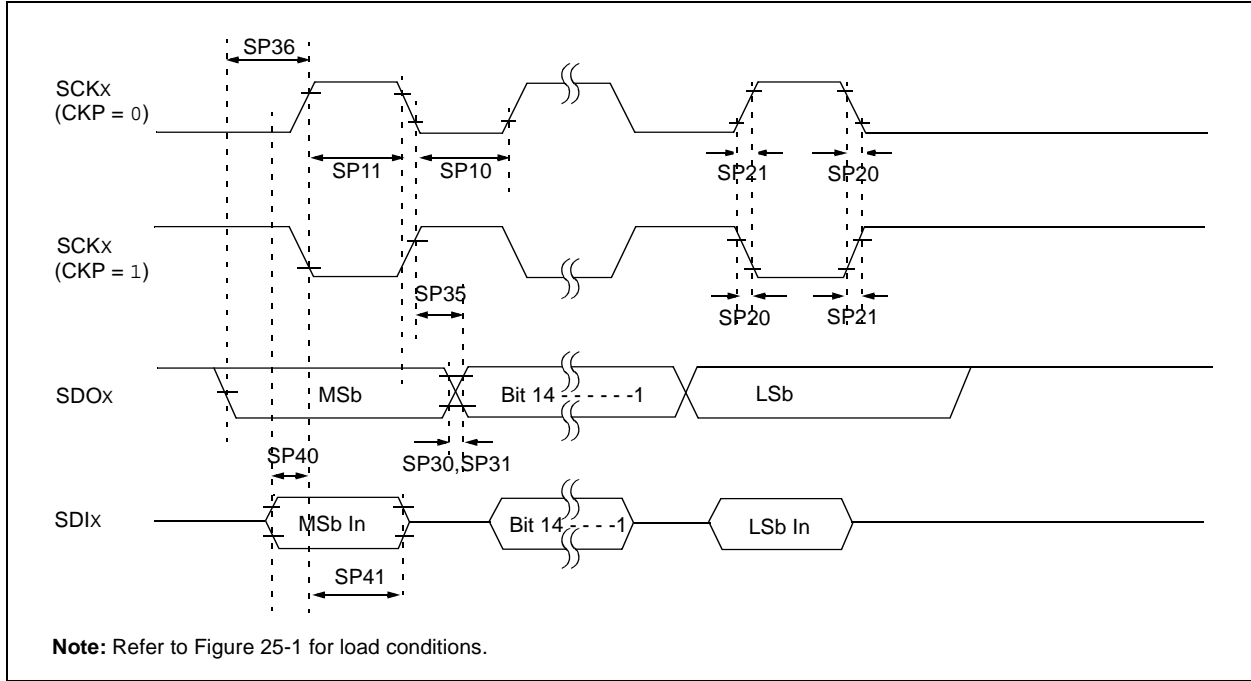 SP36
SCKX
(CKP = 0)
SP11
SP10
SP21
SP20
SCKX
(CKP = 1)
SP35
SP20
SP21
SDOX
MSb
Bit 14 - - - - - -1
LSb
SP40
SP30,SP31
SDIX
MSb In
Bit 14 - - - -1
LSb In
SP41
Note: Refer to Figure 25-1 for load conditions.